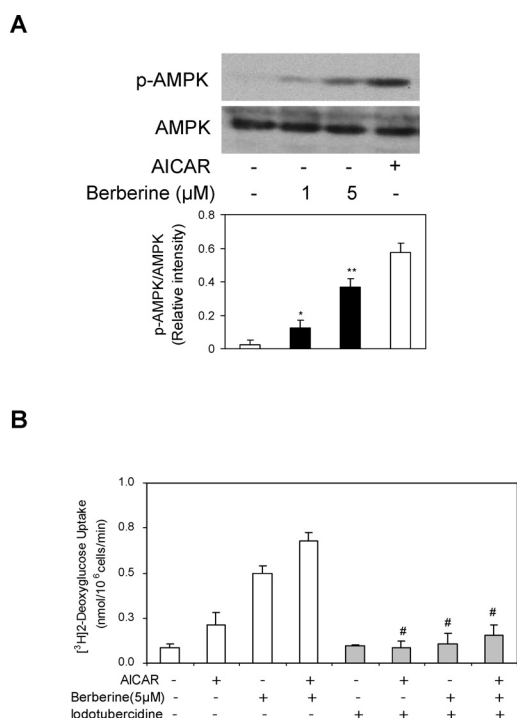 A
p-AMPK
AMPK
AICAR - - - +
Berberine (µM) - 1 5 -
p-AMPK/AMPK
(Relative intensity)
0.8
0.6
0.4
0.2
0
* **
B
[³H]2-Deoxyglucose Uptake
(nmol/10⁶cells/min)
1.0
0.8
0.5
0.3
0.0
# # #
AICAR - + - + - + - +
Berberine(5µM) - - + + - - + +
Iodotubercidine - - - - + + + +